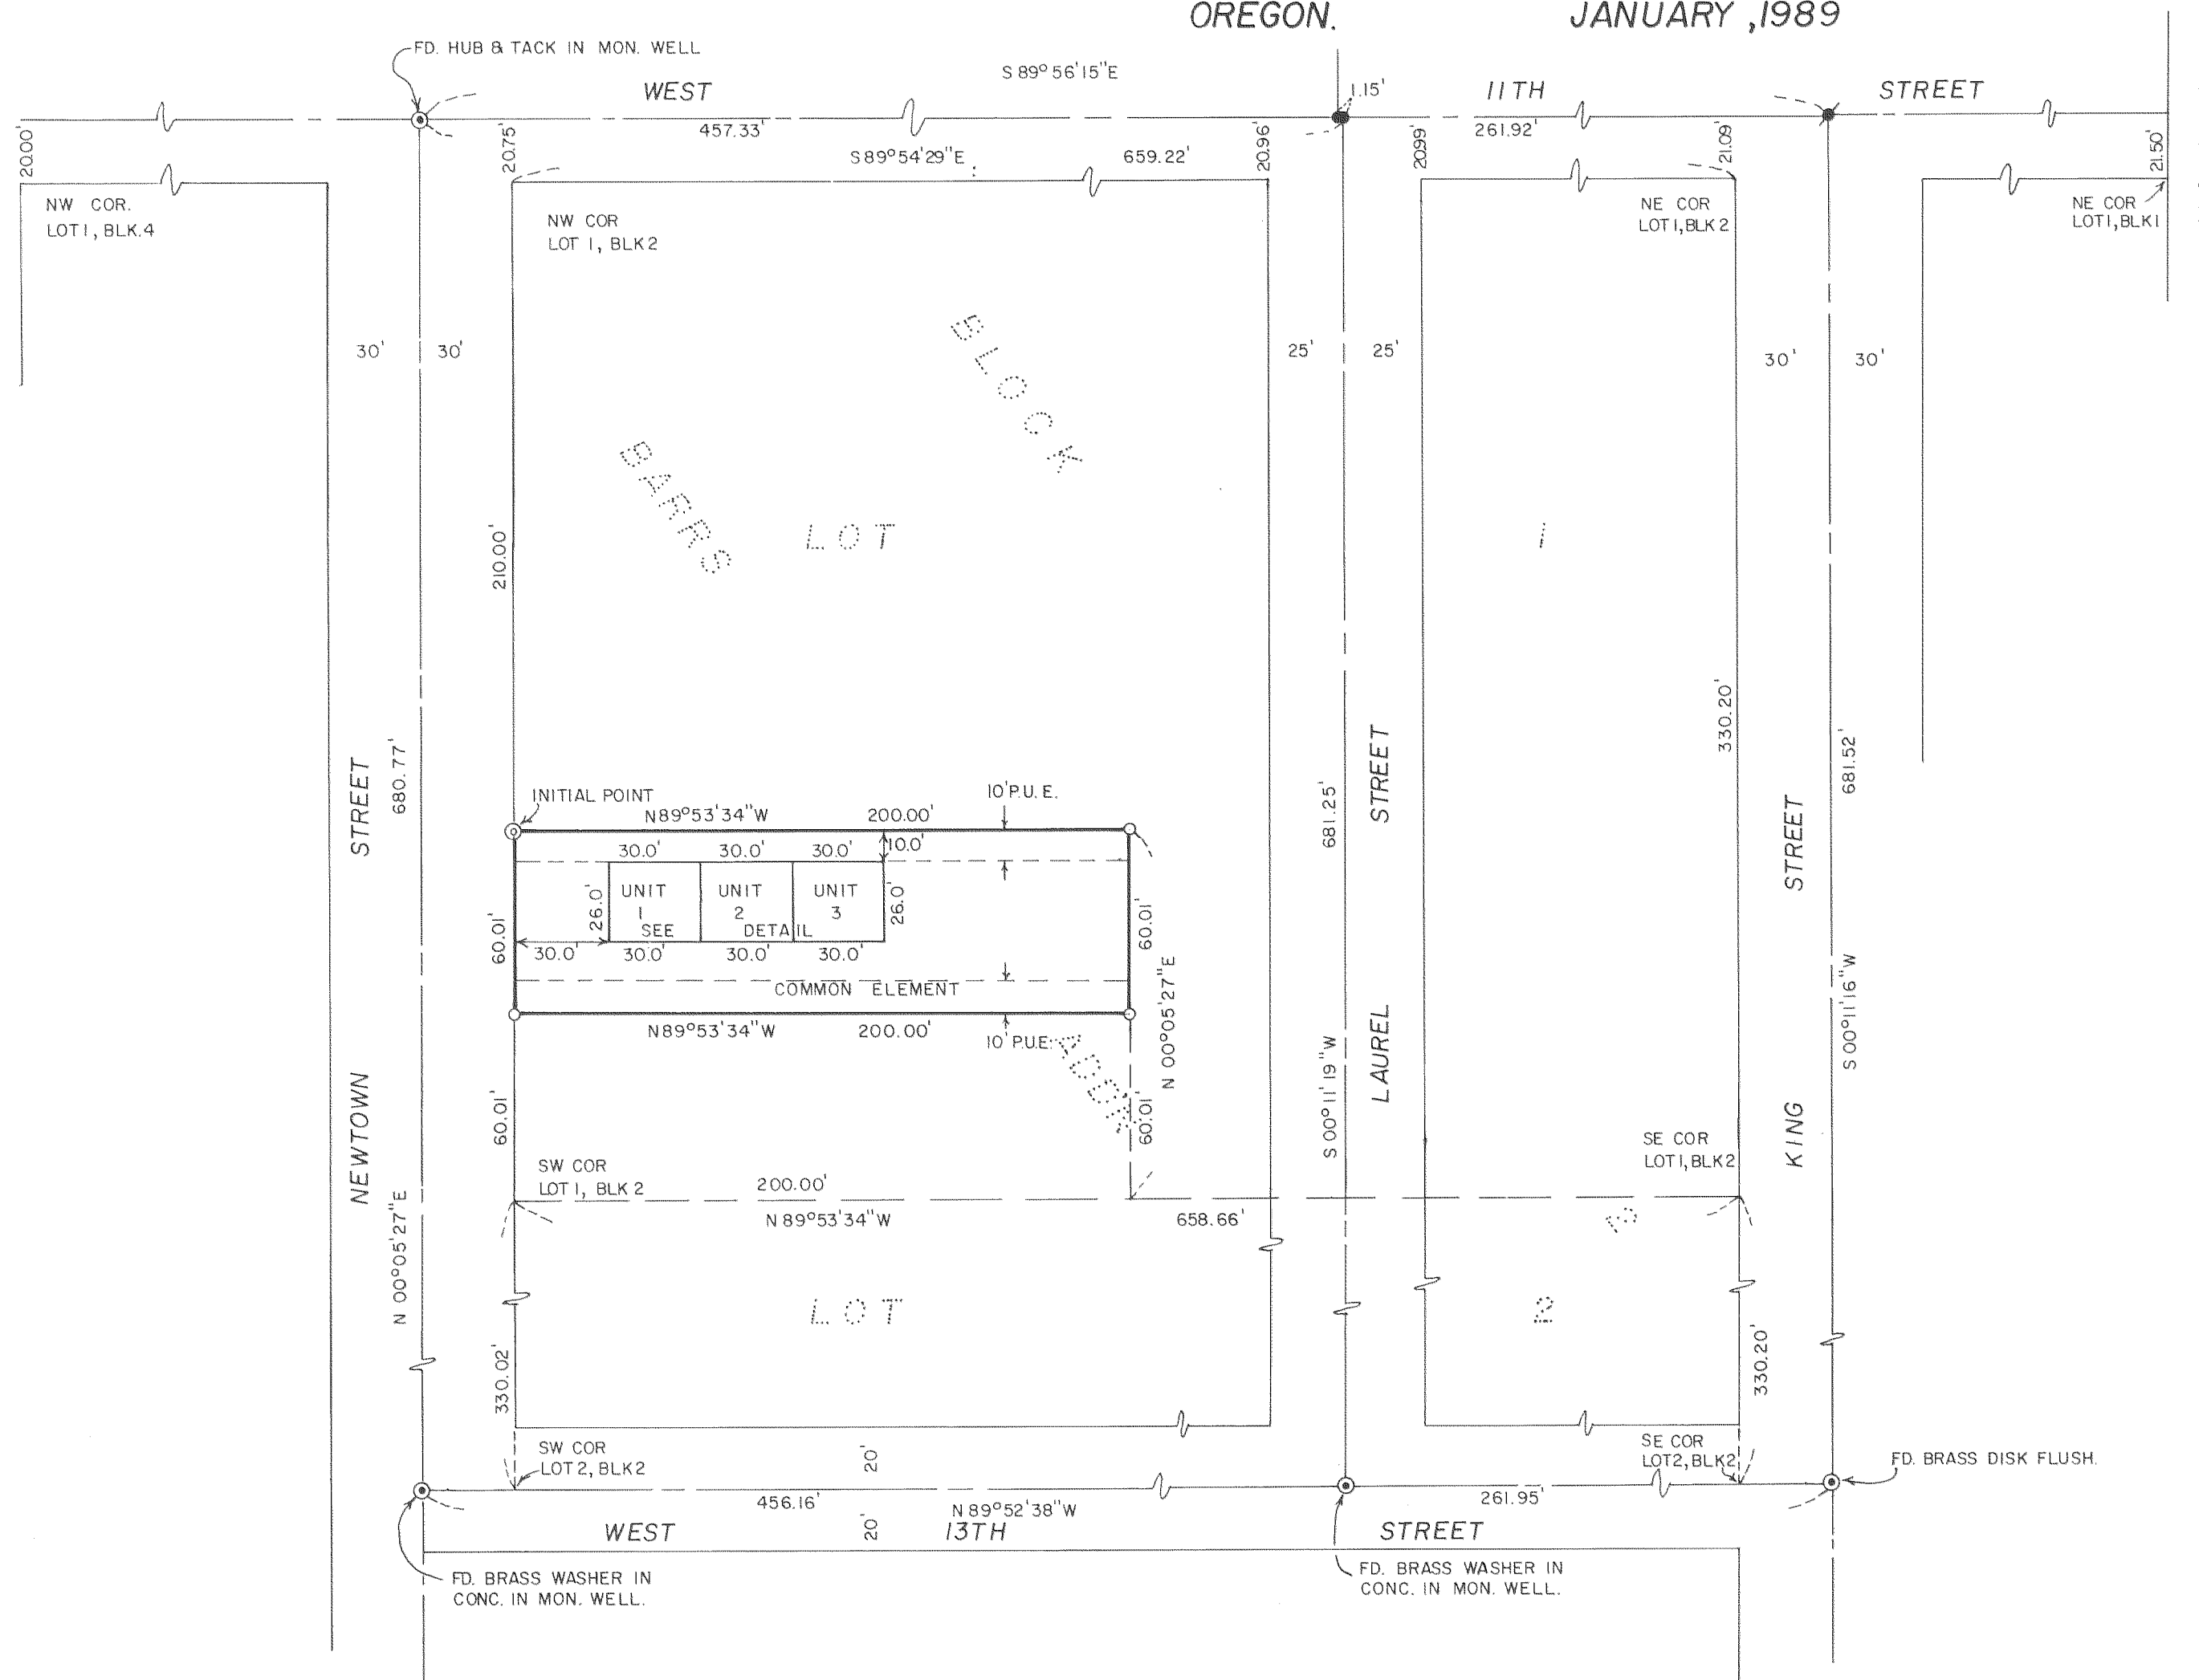 OREGON. JANUARY ,1989
FD. HUB & TACK IN MON. WELL
S 89° 56' 15" E
WEST 11TH STREET
1.15'
457.33' 261.92'
20.00' 20.75' 20.96' 20.99' 21.09' 21.50'
S 89° 54' 29" E 659.22'
NW COR.
LOT 1, BLK. 4
NW COR
LOT 1, BLK 2
NE COR
LOT 1, BLK 2
NE COR
LOT 1, BLK 1
30' 30' 25' 25' 30' 30'
BLOCK
BARRS
LOT 1
210.00'
330.20'
680.77'
681.25'
681.52'
NEWTOWN STREET
LAUREL STREET
KING STREET
INITIAL POINT
N 89° 53' 34" W 200.00'
10' P.U.E.
30.0' 30.0' 30.0' 10.0'
UNIT
1
UNIT
2
UNIT
3
SEE DETAIL
26.0' 26.0'
30.0' 30.0' 30.0' 30.0'
60.01' 60.01'
COMMON ELEMENT
N 89° 53' 34" W 200.00'
10' P.U.E.
N 00° 05' 27" E
ADDN
60.01' 60.01'
S 00° 11' 19" W
S 00° 11' 16" W
N 00° 05' 27" E
SW COR
LOT 1, BLK 2
200.00'
N 89° 53' 34" W 658.66'
SE COR
LOT 1, BLK 2
2
LOT 2
330.02'
330.20'
SW COR
LOT 2, BLK 2
20'
SE COR
LOT 2, BLK 2
FD. BRASS DISK FLUSH.
456.16' N 89° 52' 38" W 261.95'
20'
WEST 13TH STREET
FD. BRASS WASHER IN
CONC. IN MON. WELL.
FD. BRASS WASHER IN
CONC. IN MON. WELL.